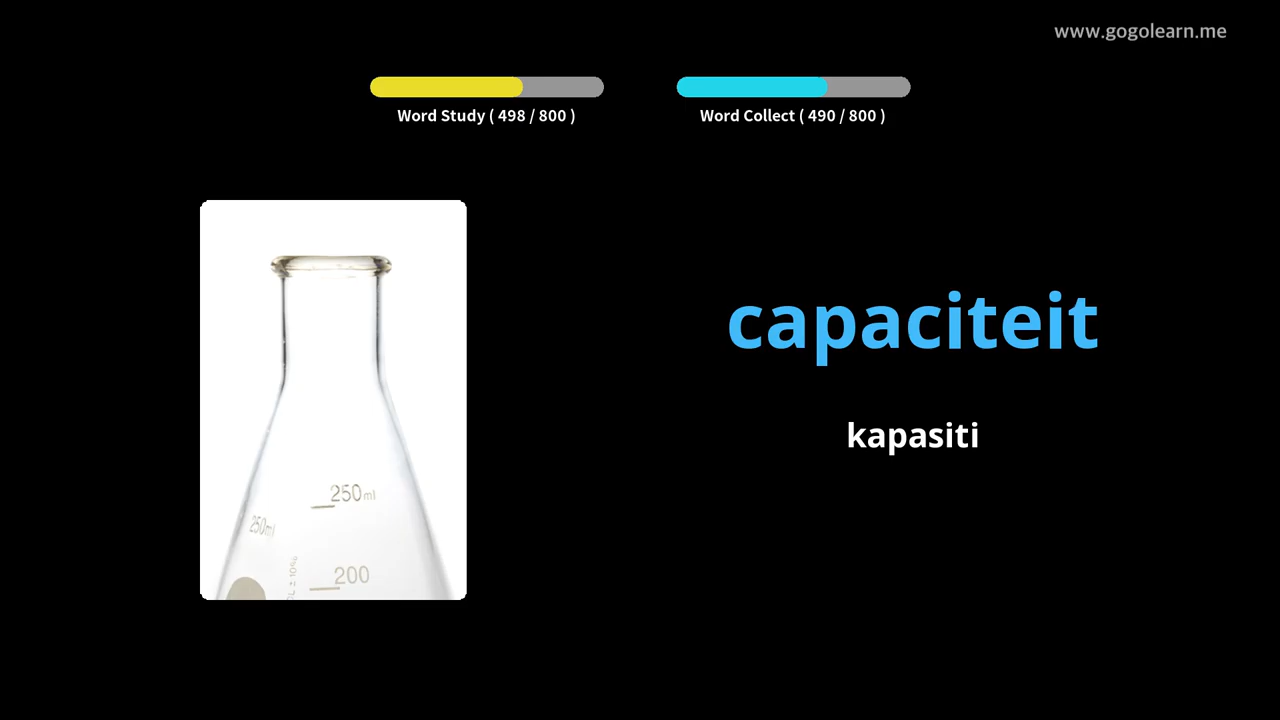 www.gogolearn.me
Word Study ( 498 / 800 )
Word Collect ( 490 / 800 )
capaciteit
kapasiti
250ml
250ml
200